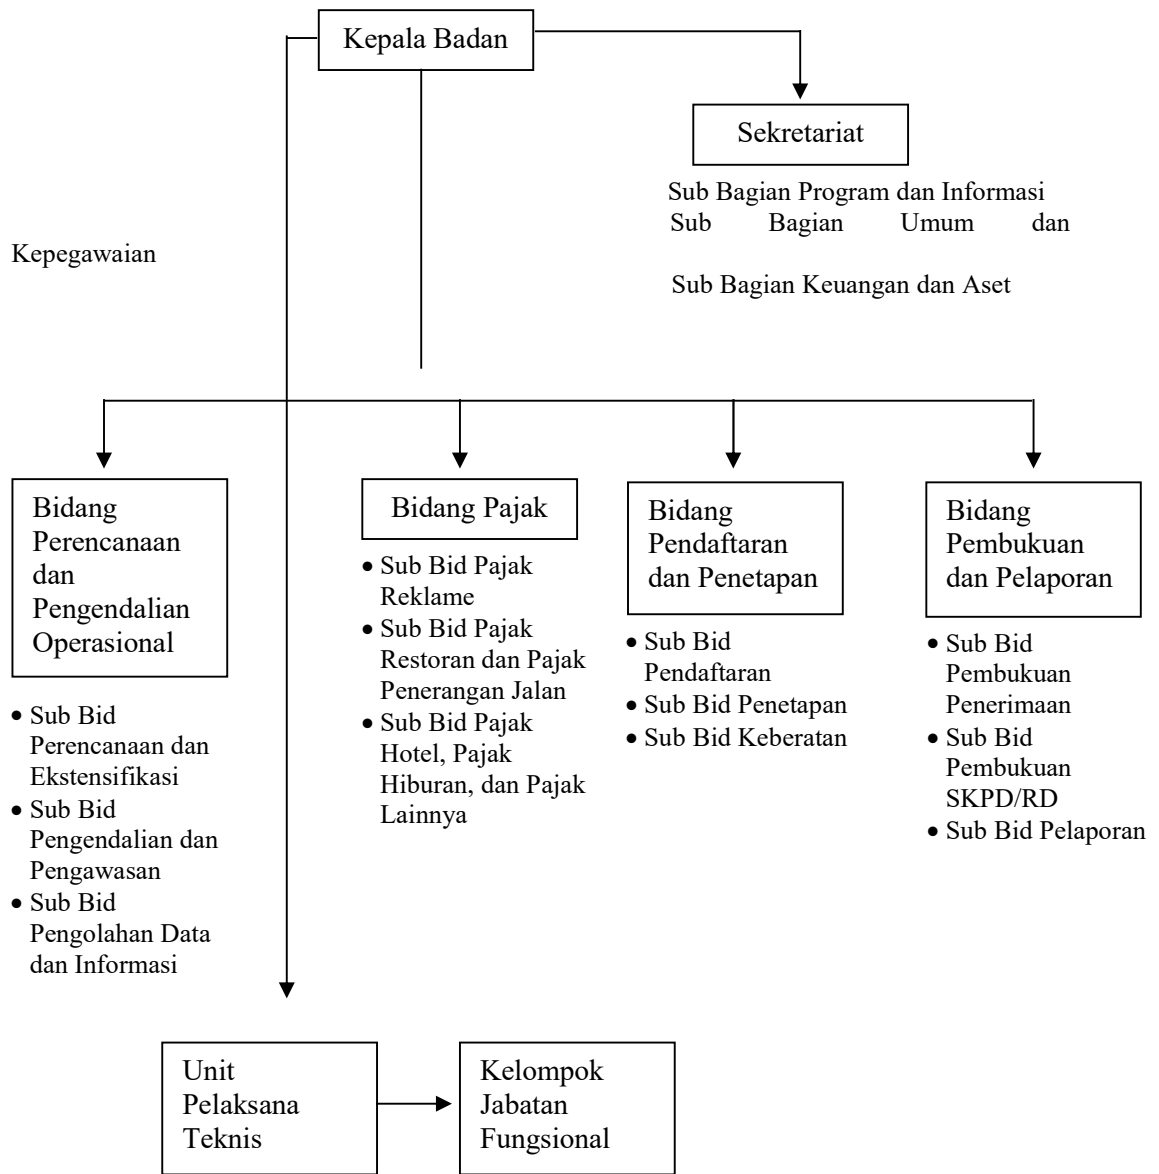 Kepala Badan
Sekretariat
Sub Bagian Program dan Informasi
Sub Bagian Umum dan
Kepegawaian
Sub Bagian Keuangan dan Aset
Bidang
Perencanaan
dan
Pengendalian
Operasional
• Sub Bid
Perencanaan dan
Ekstensifikasi
• Sub Bid
Pengendalian dan
Pengawasan
• Sub Bid
Pengolahan Data
dan Informasi
Bidang Pajak
• Sub Bid Pajak
Reklame
• Sub Bid Pajak
Restoran dan Pajak
Penerangan Jalan
• Sub Bid Pajak
Hotel, Pajak
Hiburan, dan Pajak
Lainnya
Bidang
Pendaftaran
dan Penetapan
• Sub Bid
Pendaftaran
• Sub Bid Penetapan
• Sub Bid Keberatan
Bidang
Pembukuan
dan Pelaporan
• Sub Bid
Pembukuan
Penerimaan
• Sub Bid
Pembukuan
SKPD/RD
• Sub Bid Pelaporan
Unit
Pelaksana
Teknis
Kelompok
Jabatan
Fungsional